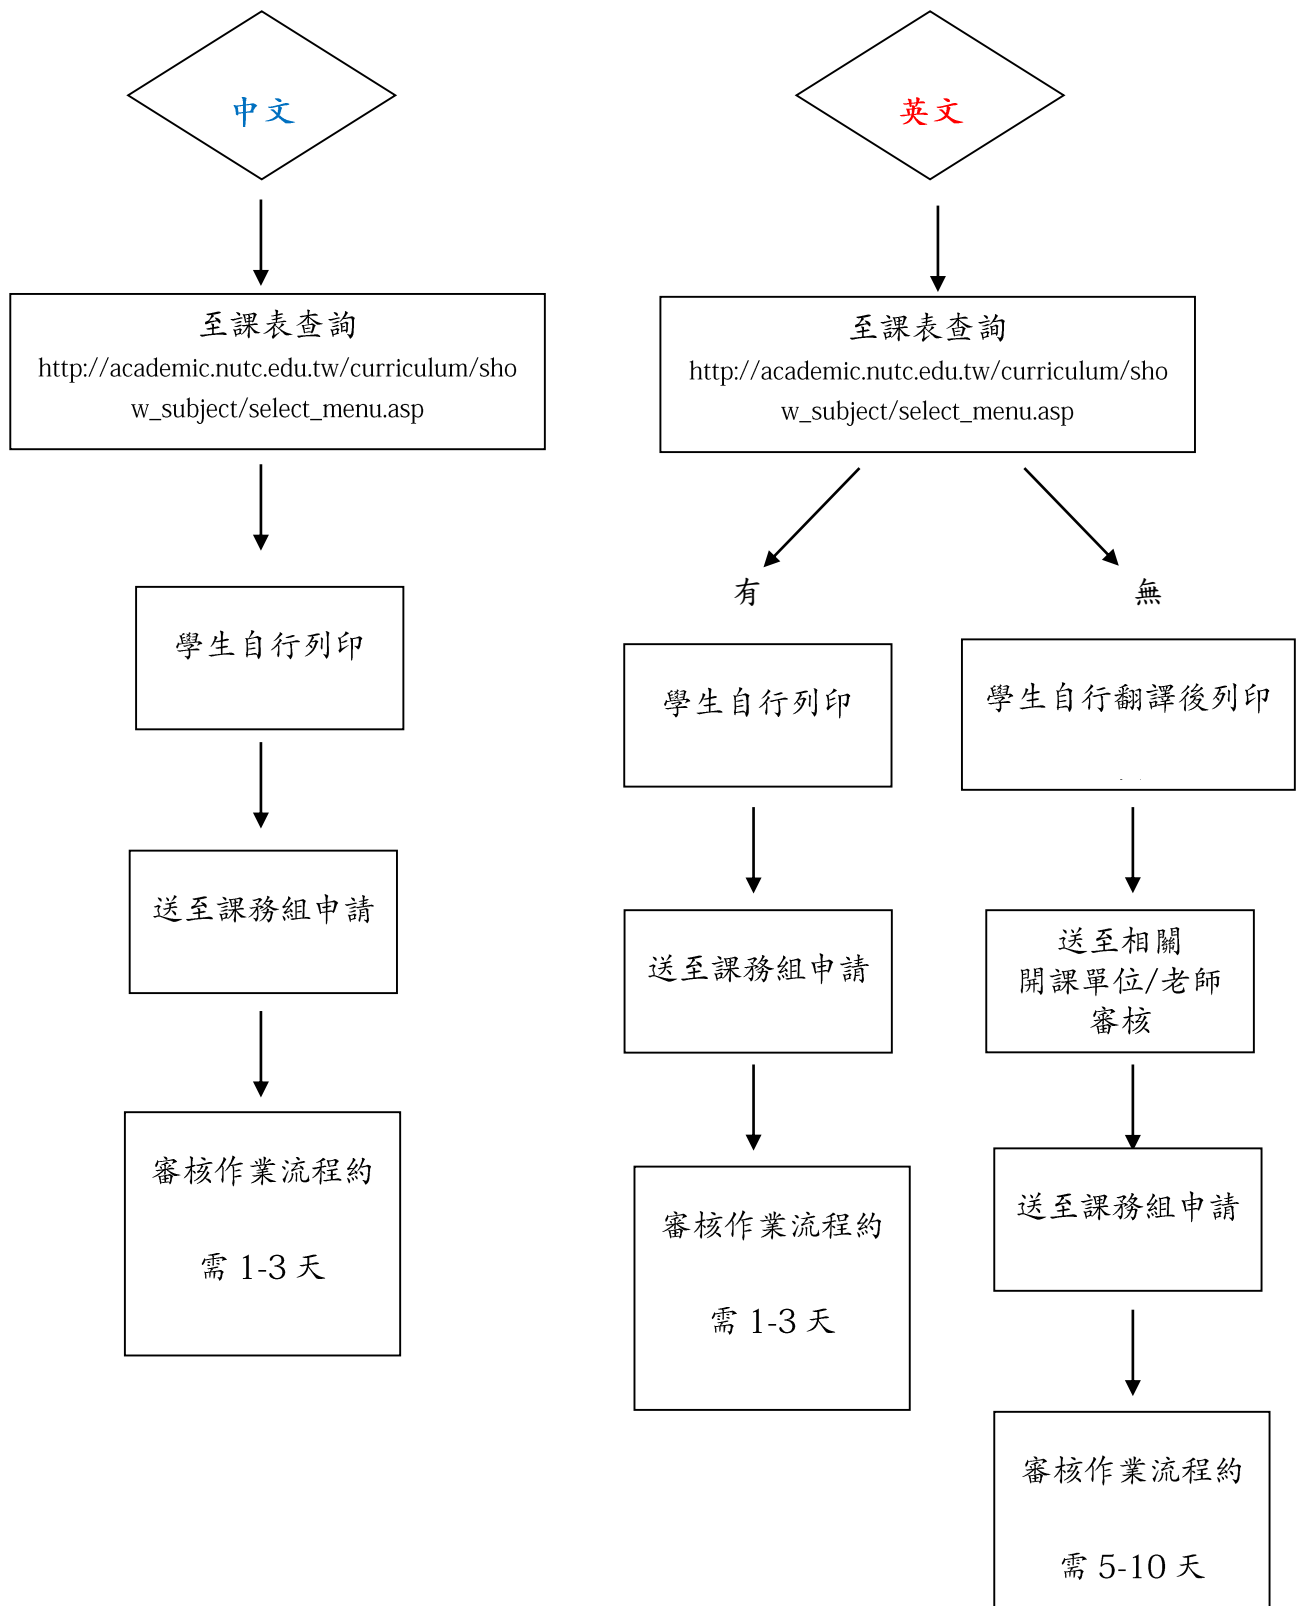 中文
至課表查詢
http://academic.nutc.edu.tw/curriculum/sho
w_subject/select_menu.asp
學生自行列印
送至課務組申請
審核作業流程約
需 1-3 天
英文
至課表查詢
http://academic.nutc.edu.tw/curriculum/sho
w_subject/select_menu.asp
有
學生自行列印
送至課務組申請
審核作業流程約
需 1-3 天
無
學生自行翻譯後列印
送至相關
開課單位/老師
審核
送至課務組申請
審核作業流程約
需 5-10 天